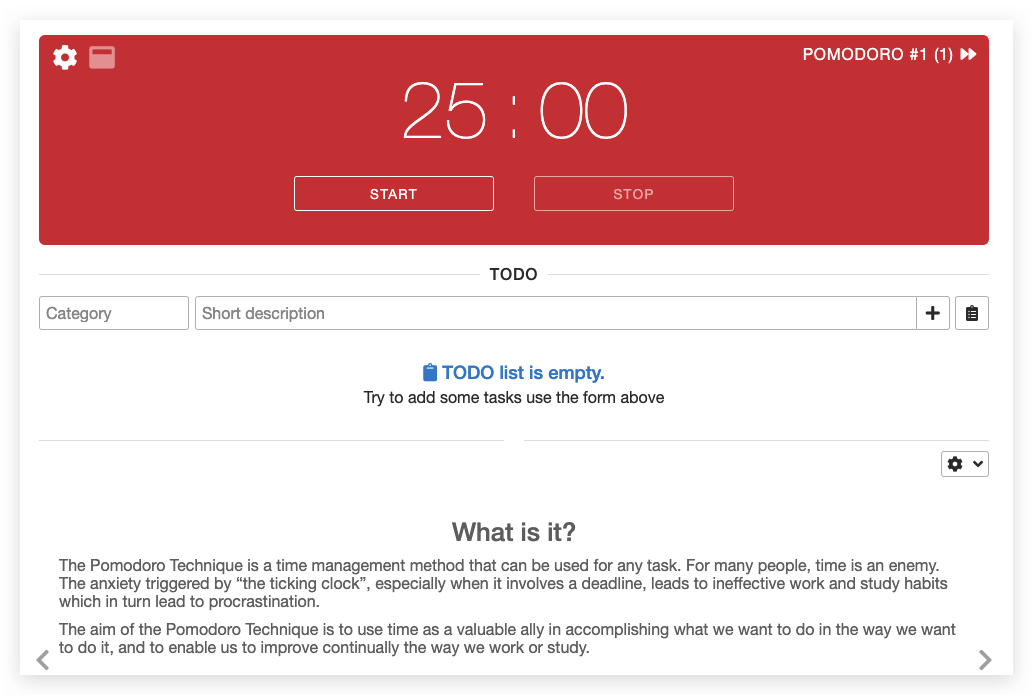 POMODORO #1 (1)
25 : 00
START STOP
TODO
Category Short description
TODO list is empty.
Try to add some tasks use the form above
What is it?
The Pomodoro Technique is a time management method that can be used for any task. For many people, time is an enemy.
The anxiety triggered by “the ticking clock”, especially when it involves a deadline, leads to ineffective work and study habits
which in turn lead to procrastination.
The aim of the Pomodoro Technique is to use time as a valuable ally in accomplishing what we want to do in the way we want
to do it, and to enable us to improve continually the way we work or study.